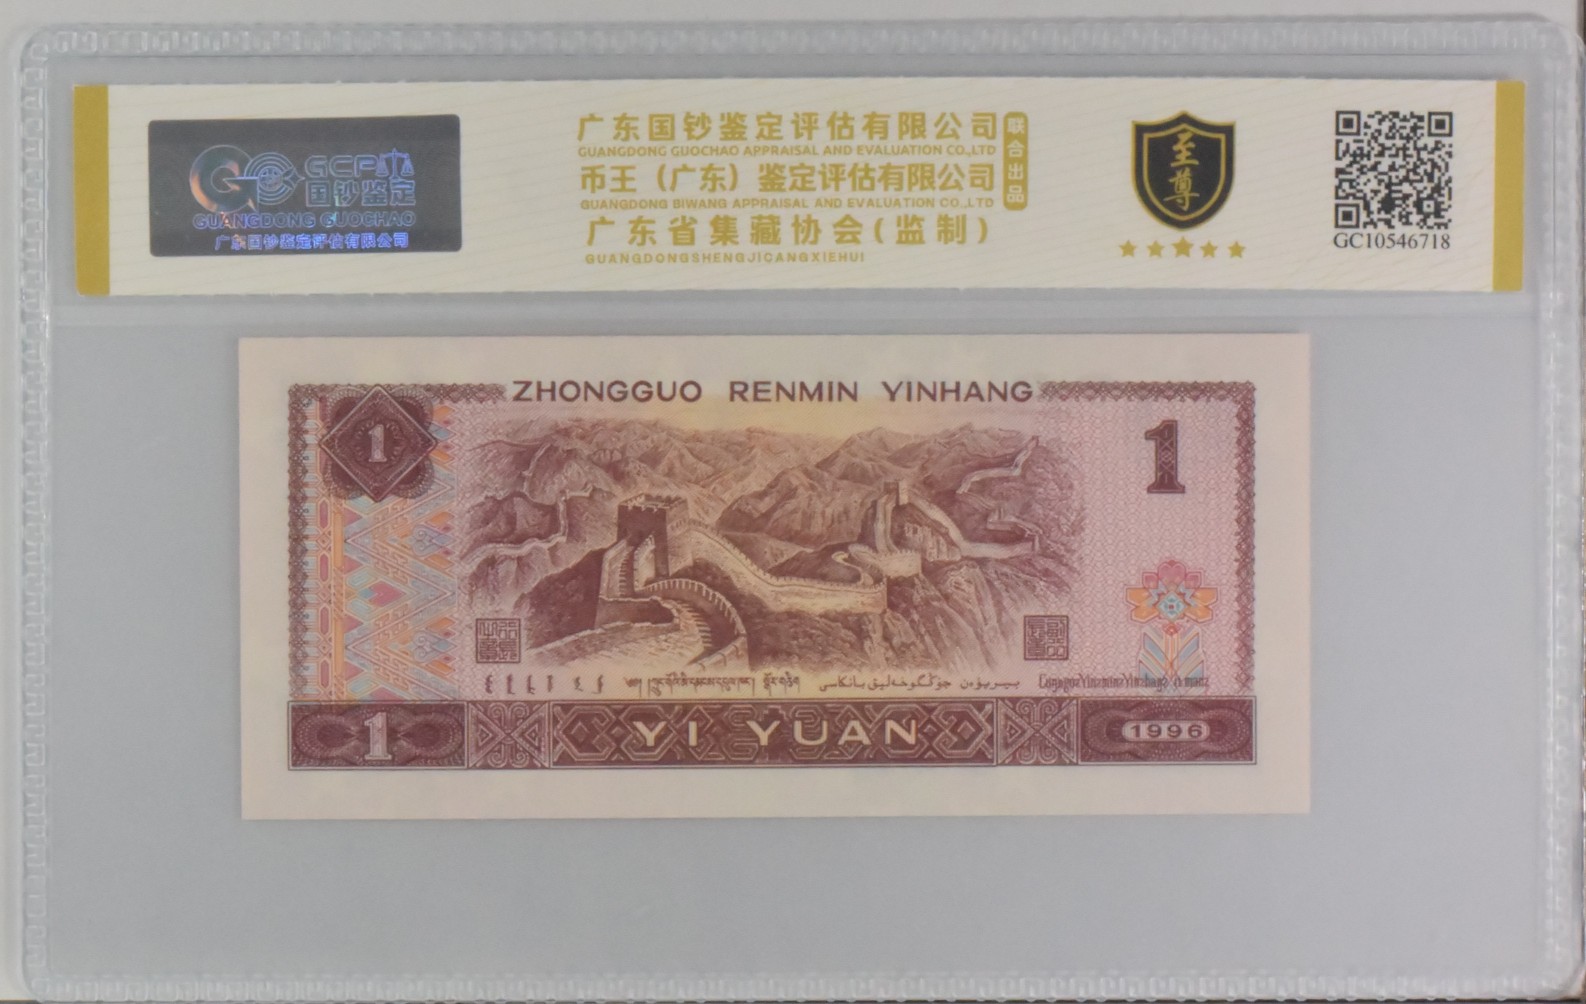 GCP
国钞鉴定
GUANGDONG GUOCHAO
广东国钞鉴定评估有限公司
广东国钞鉴定评估有限公司
GUANGDONG GUOCHAO APPRAISAL AND EVALUATION CO.,LTD
币王（广东）鉴定评估有限公司
GUANGDONG BIWANG APPRAISAL AND EVALUATION CO.,LTD
广东省集藏协会(监制)
GUANGDONGSHENGJICANGXIEHUI
联合出品
至尊
GC10546718
ZHONGGUO RENMIN YINHANG
1
1
1
YI YUAN
1996